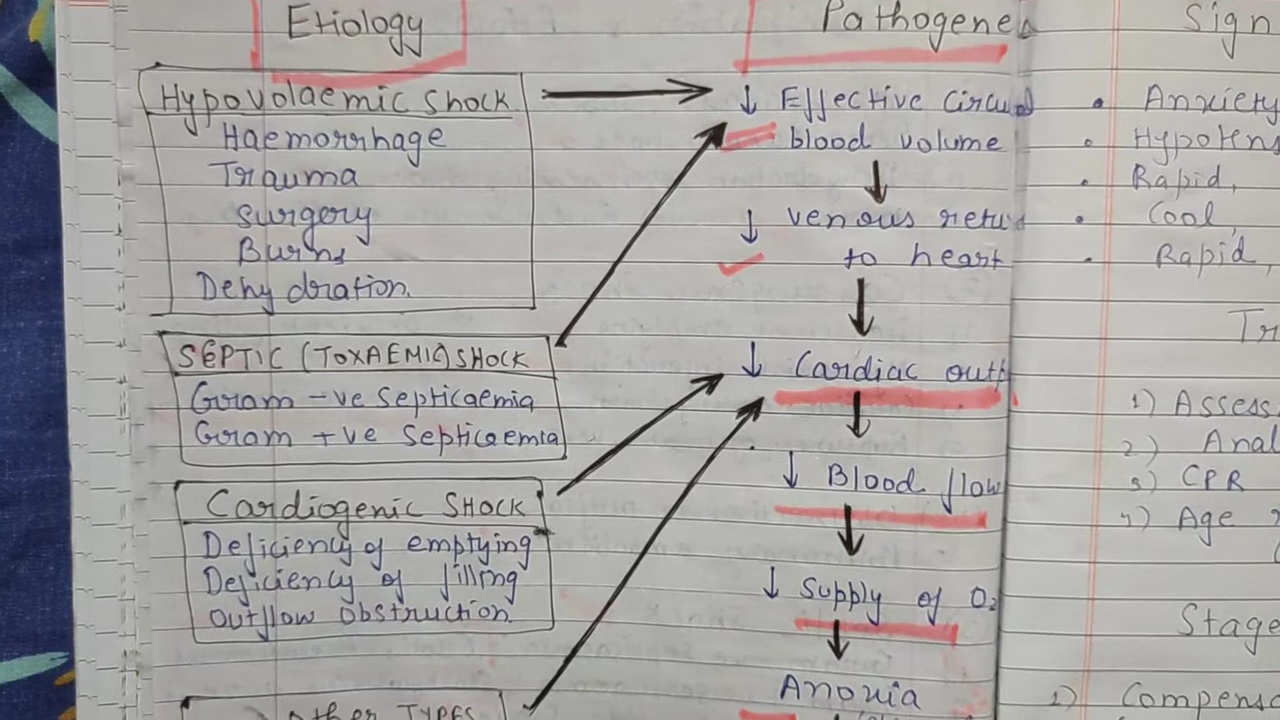 Etiology
Hypovolaemic Shock
Haemorrhage
Trauma
Surgery
Burns
Dehydration.
SEPTIC (TOXAEMIC) SHOCK
Gram -ve Septicaemia
Gram +ve Septicaemia
Cardiogenic SHOCK
Deficiency of emptying
Deficiency of filling
Outflow Obstruction.
Other TYPES
Pathogene
↓ Effective Circul
blood volume
↓
↓ venous retu
to heart
↓
↓ Cardiac outp
↓
↓ Blood flow
↓
↓ Supply of O₂
↓
Anoxia
Sign
• Anxiety
• Hypotens
• Rapid,
• Cool,
• Rapid,
Tr
1) Assess
2) Anal
3) CPR
4) Age
Stage
1) Compensa